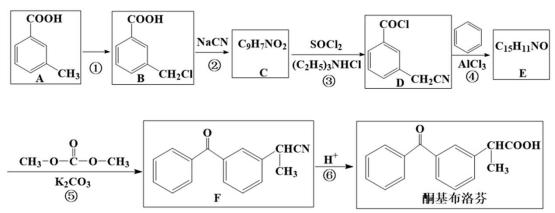 COOH
CH₃
A
①
COOH
CH₂Cl
B
NaCN
②
C₉H₇NO₂
C
SOCl₂
(C₂H₅)₃NHCl
③
COCl
CH₂CN
D
AlCl₃
④
C₁₅H₁₁NO
E
O
CH₃—O—C—O—CH₃
K₂CO₃
⑤
O
CHCN
CH₃
F
H⁺
⑥
O
CHCOOH
CH₃
酮基布洛芬